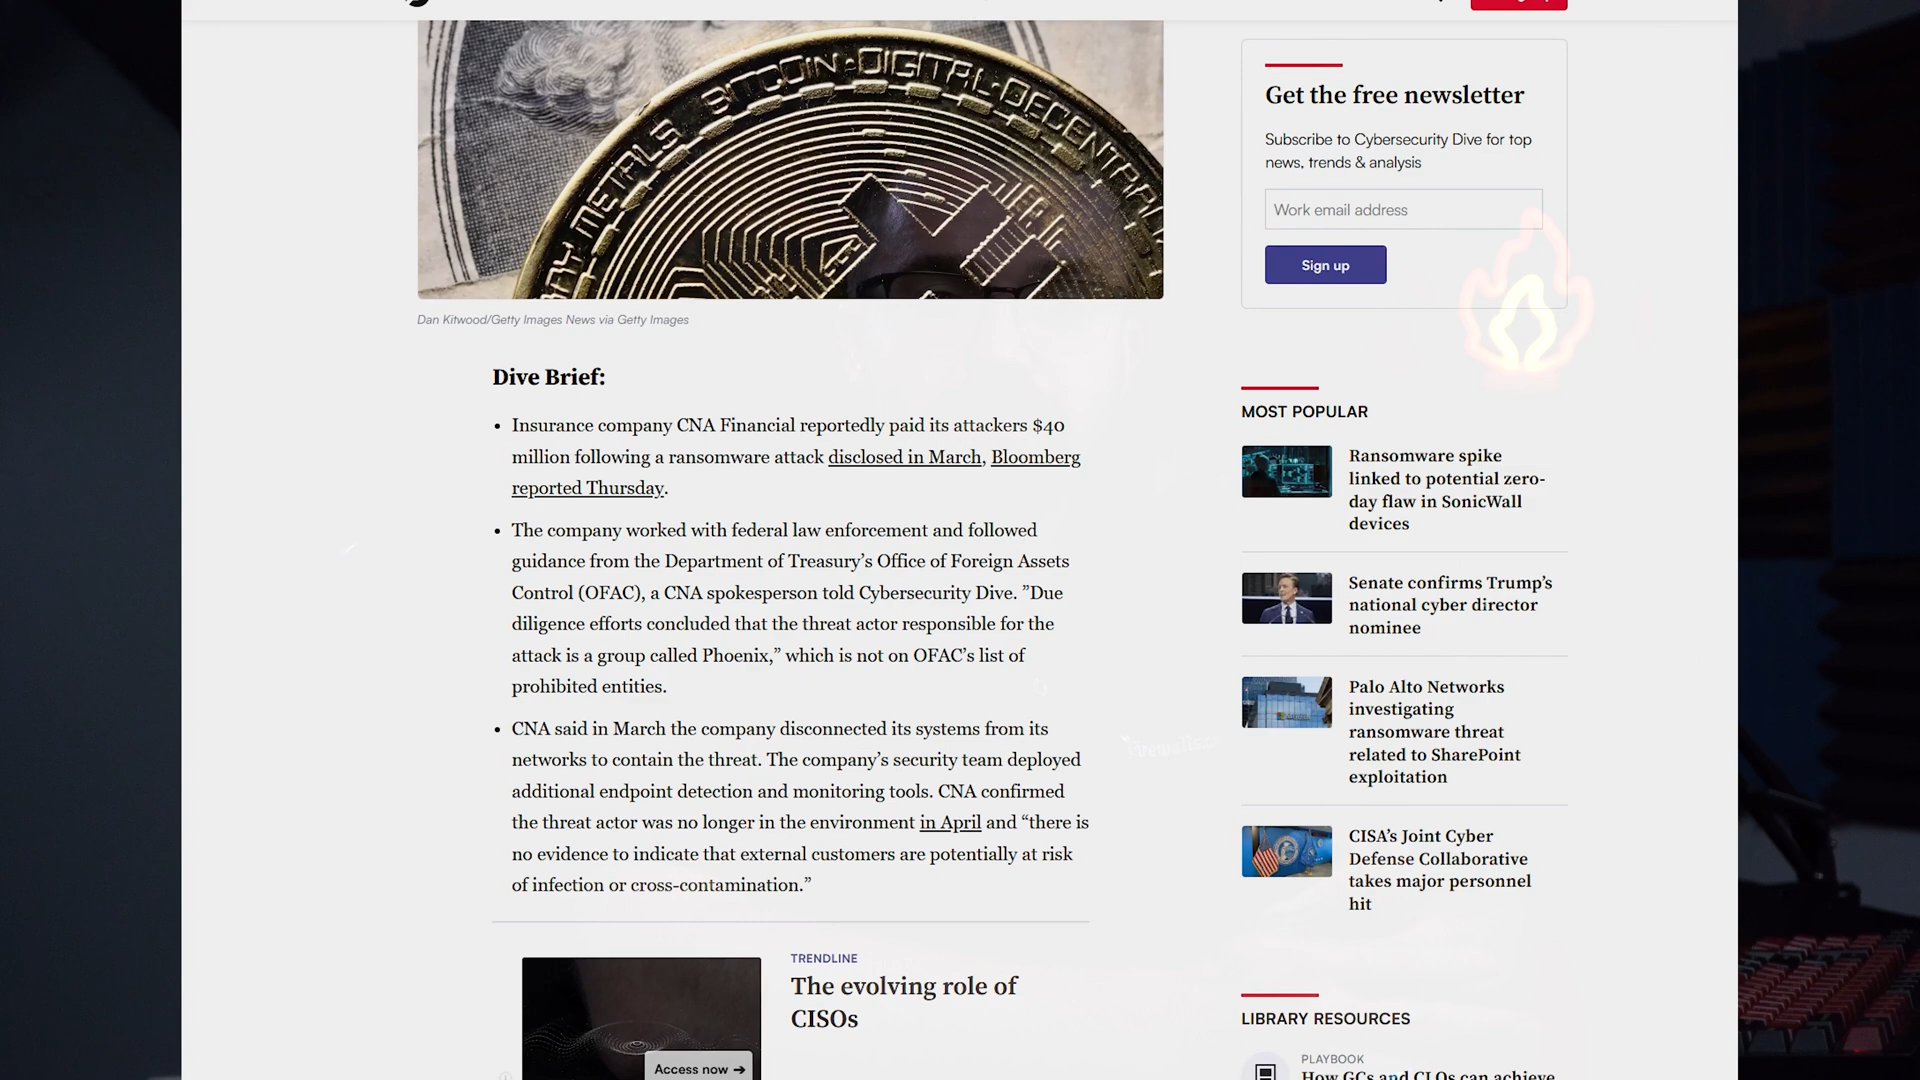 BITCOIN·DIGITAL·DECENTRAL
METALS
Dan Kitwood/Getty Images News via Getty Images
Dive Brief:
• Insurance company CNA Financial reportedly paid its attackers $40
million following a ransomware attack disclosed in March, Bloomberg
reported Thursday.
• The company worked with federal law enforcement and followed
guidance from the Department of Treasury’s Office of Foreign Assets
Control (OFAC), a CNA spokesperson told Cybersecurity Dive. ”Due
diligence efforts concluded that the threat actor responsible for the
attack is a group called Phoenix,” which is not on OFAC’s list of
prohibited entities.
• CNA said in March the company disconnected its systems from its
networks to contain the threat. The company’s security team deployed
additional endpoint detection and monitoring tools. CNA confirmed
the threat actor was no longer in the environment in April and “there is
no evidence to indicate that external customers are potentially at risk
of infection or cross-contamination.”
Access now →
TRENDLINE
The evolving role of
CISOs
Get the free newsletter
Subscribe to Cybersecurity Dive for top
news, trends & analysis
Work email address
Sign up
MOST POPULAR
Ransomware spike
linked to potential zero-
day flaw in SonicWall
devices
Senate confirms Trump’s
national cyber director
nominee
Palo Alto Networks
investigating
ransomware threat
related to SharePoint
exploitation
CISA’s Joint Cyber
Defense Collaborative
takes major personnel
hit
LIBRARY RESOURCES
PLAYBOOK
How GCs and CLOs can achieve